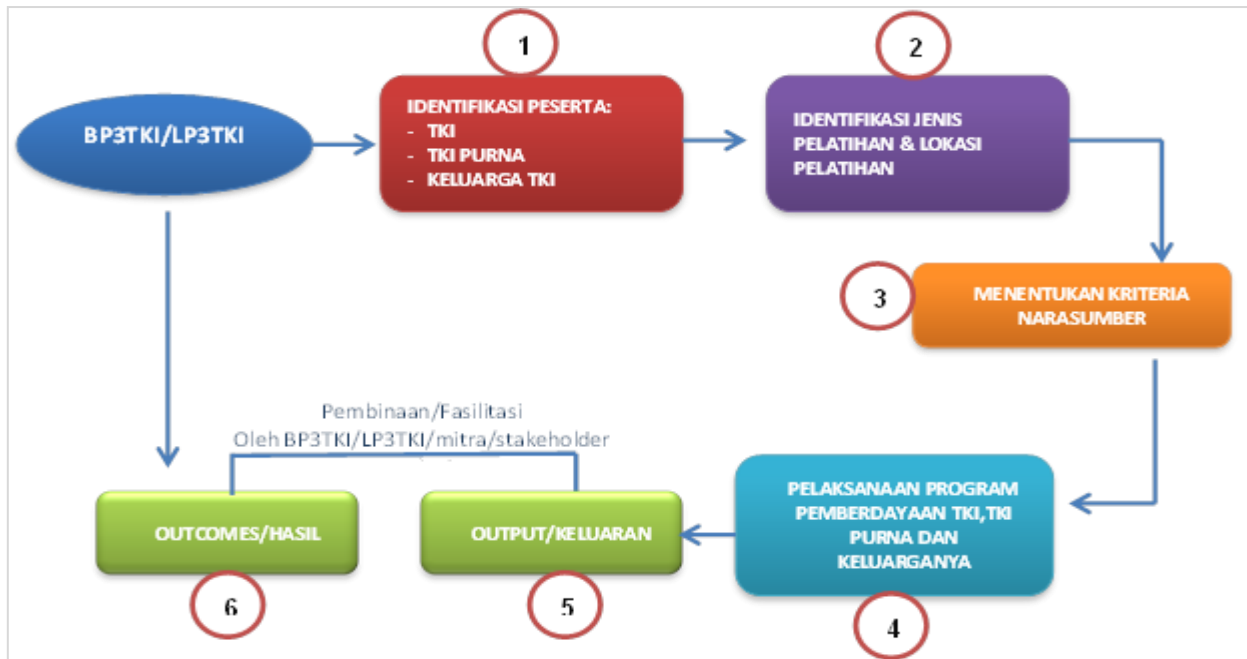 1
2
BP3TKI/LP3TKI
IDENTIFIKASI PESERTA:
- TKI
- TKI PURNA
- KELUARGA TKI
IDENTIFIKASI JENIS
PELATIHAN & LOKASI
PELATIHAN
3
MENENTUKAN KRITERIA
NARASUMBER
Pembinaan/Fasilitasi
Oleh BP3TKI/LP3TKI/mitra/stakeholder
PELAKSANAAN PROGRAM
PEMBERDAYAAN TKI,TKI
PURNA DAN
KELUARGANYA
4
OUTPUT/KELUARAN
5
OUTCOMES/HASIL
6